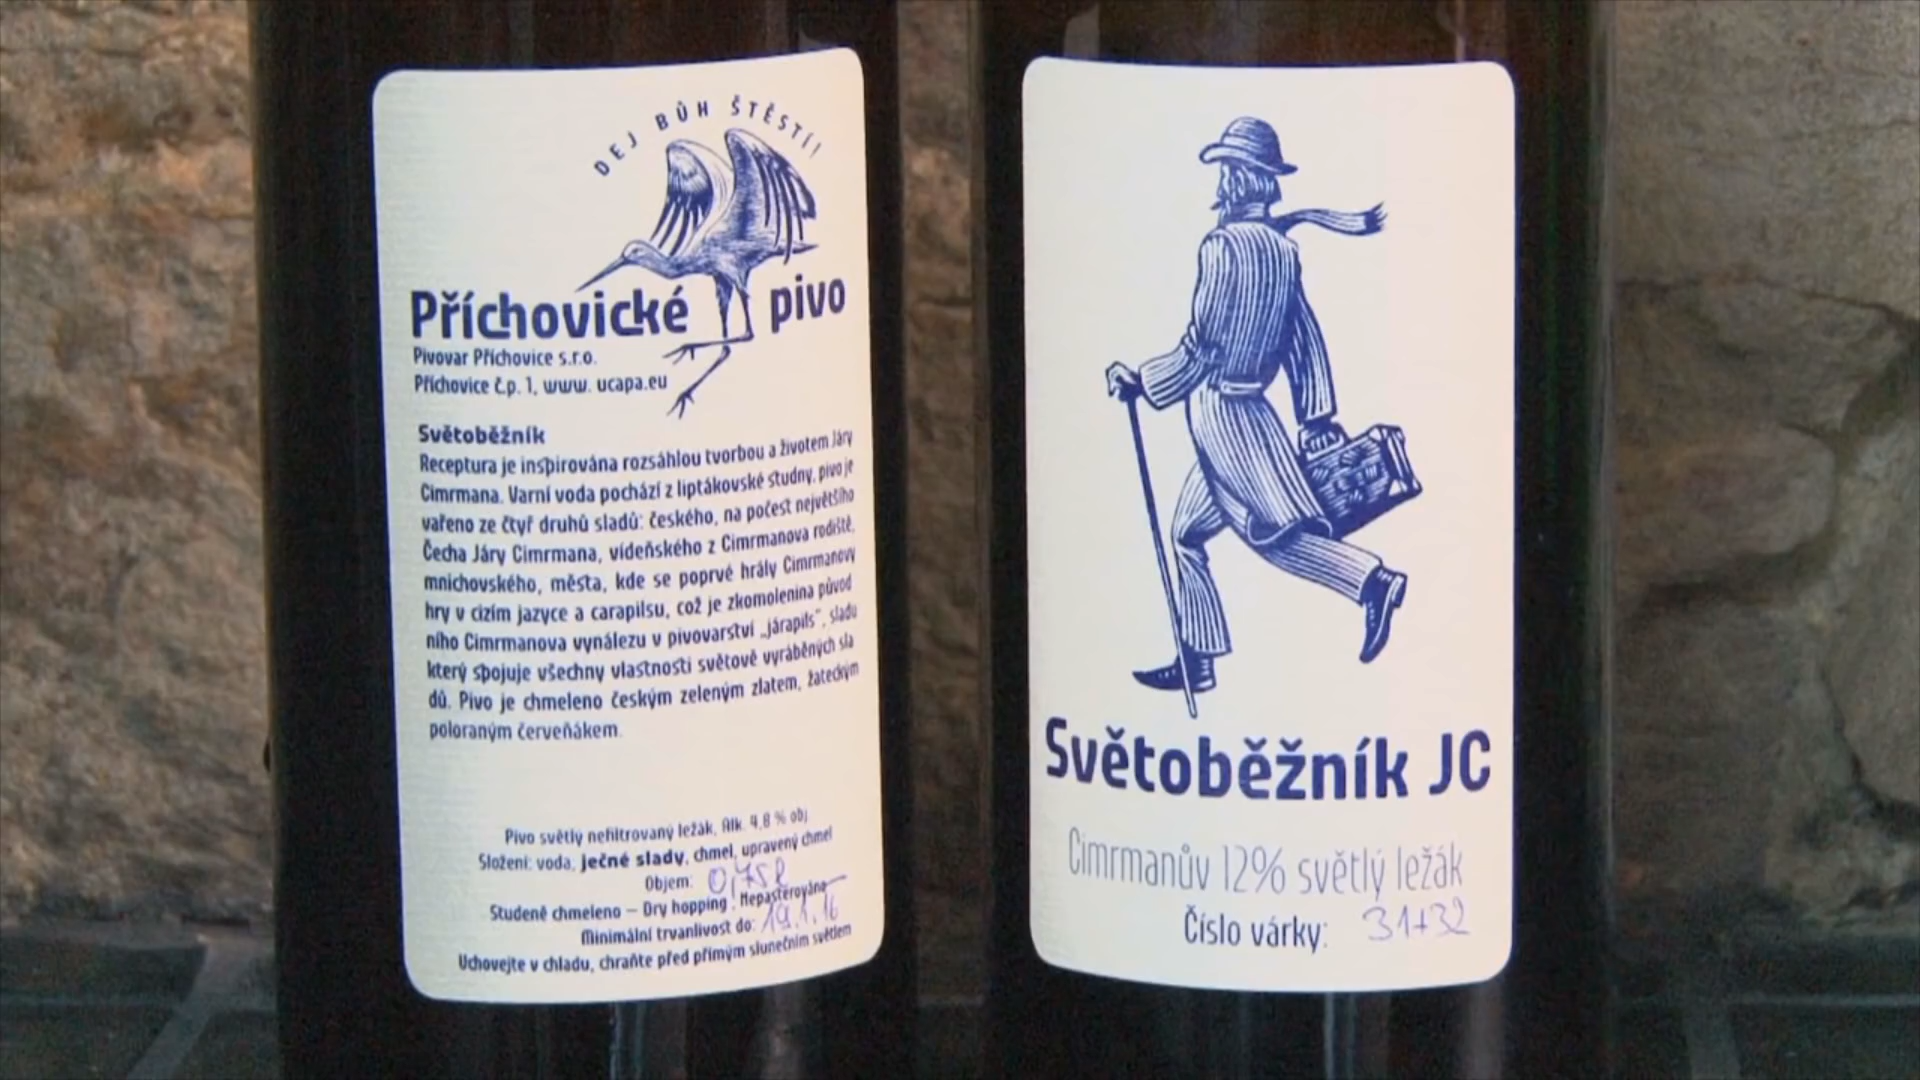 DEJ BŮH ŠTĚSTÍ!
Příchovické pivo
Pivovar Příchovice s.r.o.
Příchovice č.p. 1, www. ucapa.eu
Světoběžník
Receptura je inspirována rozsáhlou tvorbou a životem Járy
Cimrmana. Varní voda pochází z liptákovské studny, pivo je
vařeno ze čtyř druhů sladů: českého, na počest největšího
Čecha Járy Cimrmana, vídeňského z Cimrmanova rodiště,
mnichovského, města, kde se poprvé hrály Cimrmanovy
hry v cizím jazyce a carapilsu, což je zkomolenina původ
ního Cimrmanova vynálezu v pivovarství „járapils“, sladu
který spojuje všechny vlastnosti světově vyráběných sla
dů. Pivo je chmeleno českým zeleným zlatem, žateckým
poloraným červeňákem.
Pivo světlý nefiltrovaný ležák, Alk. 4,8 % obj.
Složení: voda, ječné slady, chmel, upravený chmel
Objem: 0,75l
Studeně chmeleno – Dry hopping. Nepasterováno
Minimální trvanlivost do: 19.1.16
Uchovejte v chladu, chraňte před přímým slunečním světlem
Světoběžník JC
Cimrmanův 12% světlý ležák
Číslo várky: 31+32